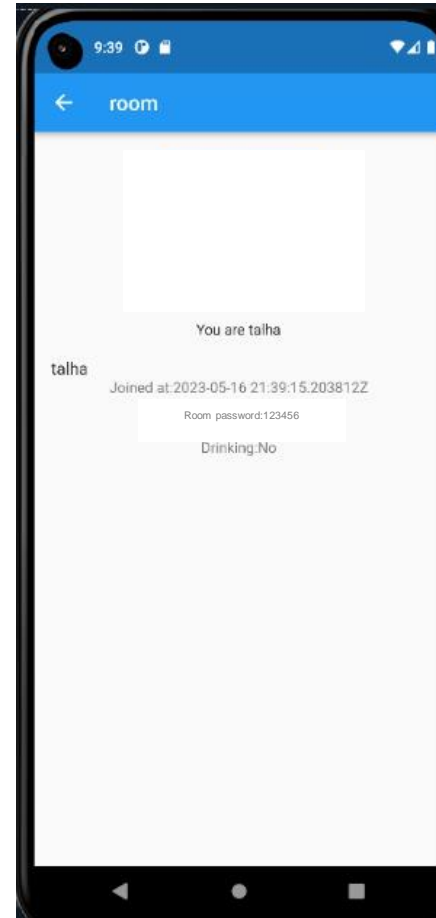 9:39
room
You are talha
talha
Joined at:2023-05-16 21:39:15.203812Z
Room password:123456
Drinking:No